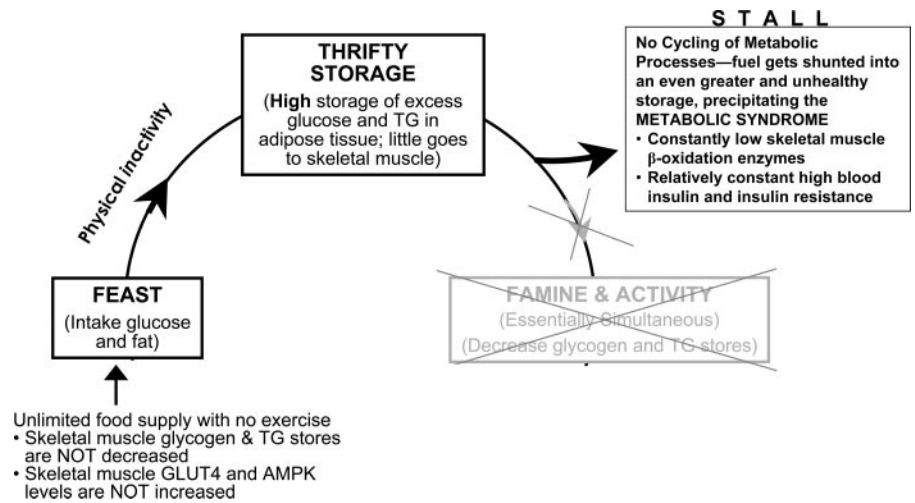 S T A L L
No Cycling of Metabolic
Processes—fuel gets shunted into
an even greater and unhealthy
storage, precipitating the
METABOLIC SYNDROME
• Constantly low skeletal muscle
β-oxidation enzymes
• Relatively constant high blood
insulin and insulin resistance
THRIFTY
STORAGE
(High storage of excess
glucose and TG in
adipose tissue; little goes
to skeletal muscle)
Physical inactivity
FEAST
(Intake glucose
and fat)
FAMINE & ACTIVITY
(Essentially Simultaneous)
(Decrease glycogen and TG stores)
Unlimited food supply with no exercise
• Skeletal muscle glycogen & TG stores
are NOT decreased
• Skeletal muscle GLUT4 and AMPK
levels are NOT increased